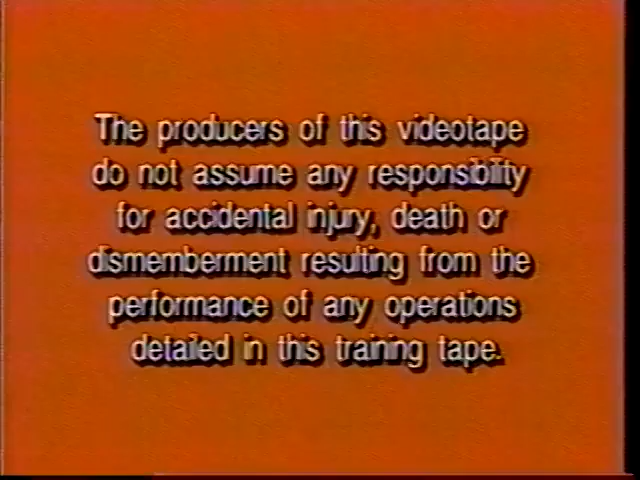 The producers of this videotape
do not assume any responsibility
for accidental injury, death or
dismemberment resulting from the
performance of any operations
detailed in this training tape.